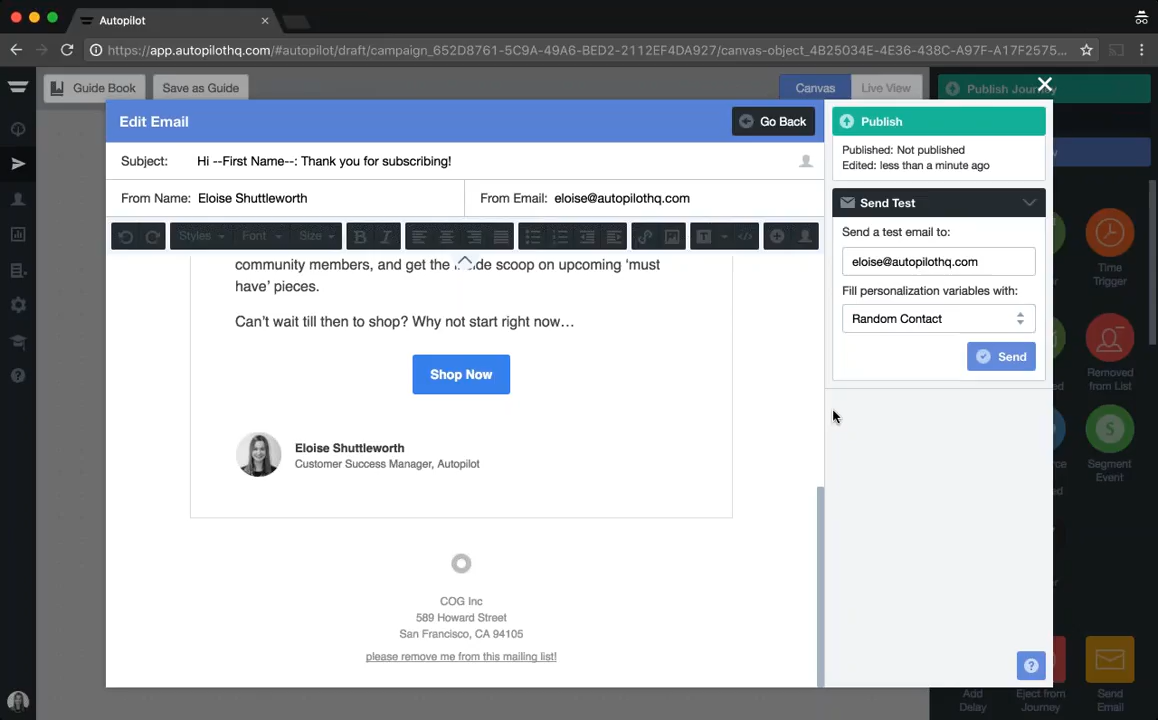 Autopilot
https://app.autopilothq.com/#autopilot/draft/campaign_652D8761-5C9A-49A6-BED2-2112EF4DA927/canvas-object_4B25034E-4E36-438C-A97F-A17F2575...
Guide Book
Save as Guide
Canvas
Live View
Publish Journey
Edit Email
Go Back
Publish
Subject: Hi --First Name--: Thank you for subscribing!
Published: Not published
Edited: less than a minute ago
From Name: Eloise Shuttleworth
From Email: eloise@autopilothq.com
Send Test
Styles
Font
Size
B
I
Send a test email to:
eloise@autopilothq.com
Fill personalization variables with:
Random Contact
Send
community members, and get the inside scoop on upcoming ‘must
have’ pieces.
Can’t wait till then to shop? Why not start right now…
Shop Now
Eloise Shuttleworth
Customer Success Manager, Autopilot
COG Inc
589 Howard Street
San Francisco, CA 94105
please remove me from this mailing list!
Time
Trigger
Removed
from List
Segment
Event
Add
Delay
Eject from
Journey
Send
Email